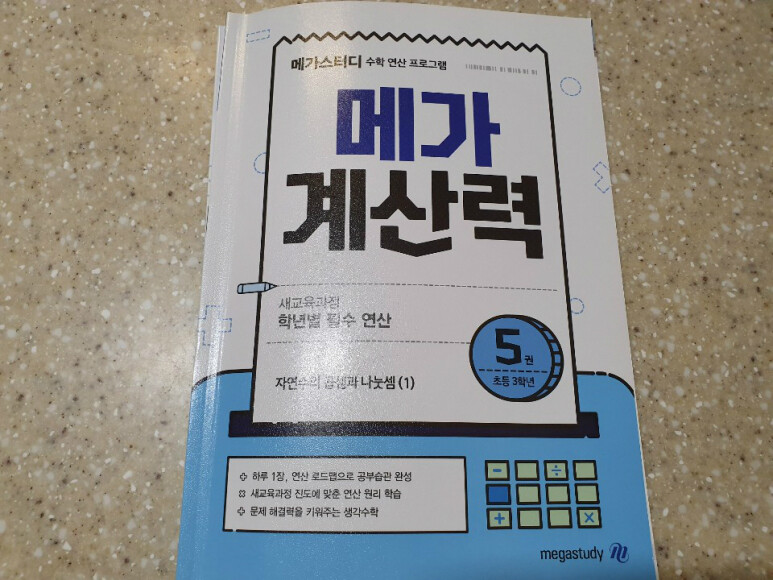 메가스터디 수학 연산 프로그램
메가
계산력
새교육과정
학년별 필수 연산
5권
초등 3학년
자연수의 곱셈과 나눗셈 (1)
하루 1장, 연산 로드맵으로 공부습관 완성
새교육과정 진도에 맞춘 연산 원리 학습
문제 해결력을 키워주는 생각수학
megastudy